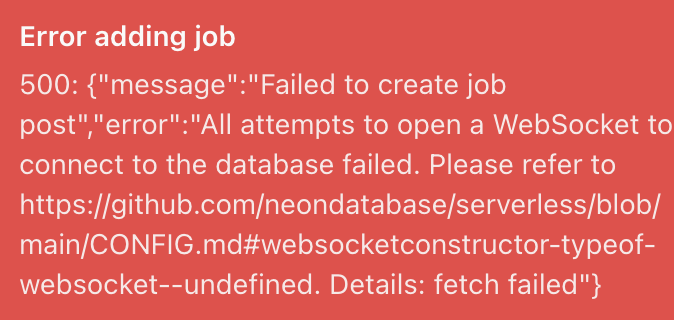 Error adding job
500: {"message":"Failed to create job
post","error":"All attempts to open a WebSocket to
connect to the database failed. Please refer to
https://github.com/neondatabase/serverless/blob/
main/CONFIG.md#websocketconstructor-typeof-
websocket--undefined. Details: fetch failed"}